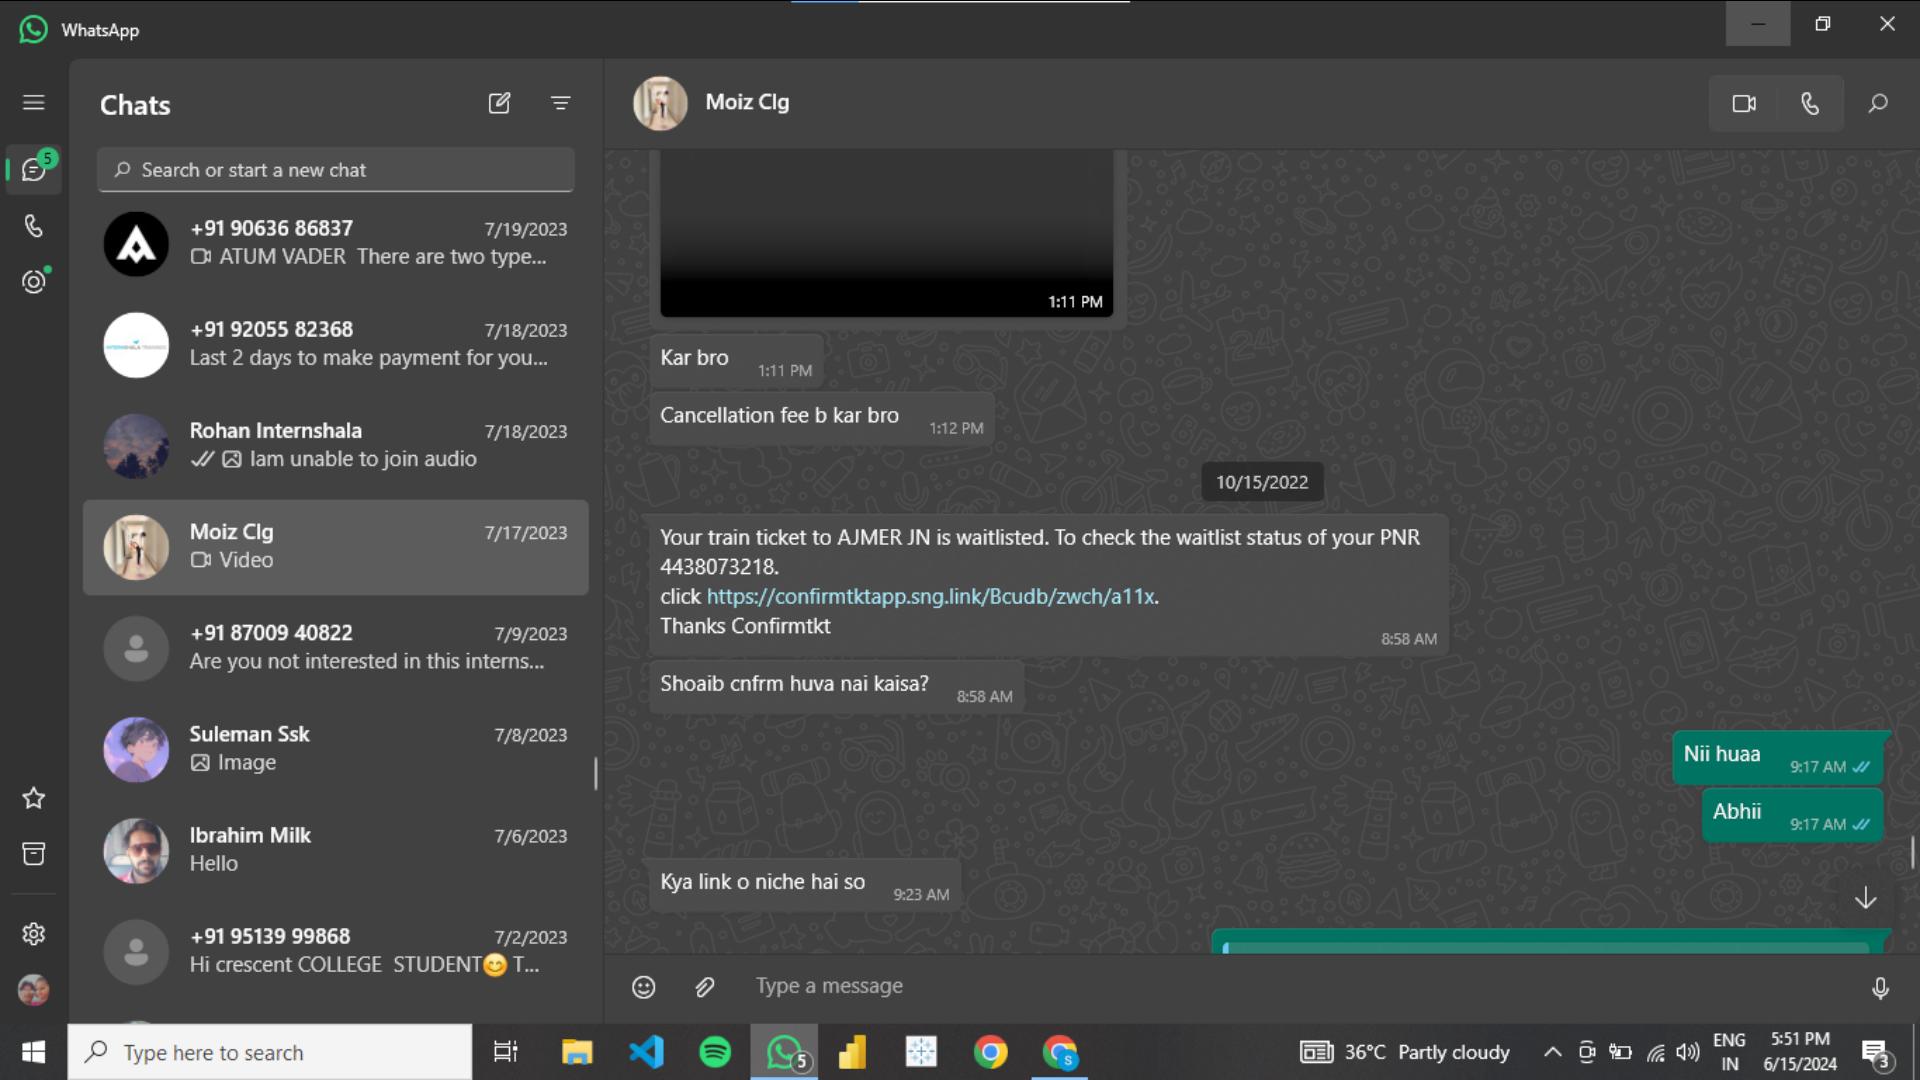 WhatsApp
Chats
5
Search or start a new chat
+91 90636 86837
7/19/2023
ATUM VADER There are two type...
+91 92055 82368
7/18/2023
Last 2 days to make payment for you...
Rohan Internshala
7/18/2023
Iam unable to join audio
Moiz Clg
7/17/2023
Video
+91 87009 40822
7/9/2023
Are you not interested in this interns...
Suleman Ssk
7/8/2023
Image
Ibrahim Milk
7/6/2023
Hello
+91 95139 99868
7/2/2023
Hi crescent COLLEGE STUDENT😊 T...
Moiz Clg
1:11 PM
Kar bro
1:11 PM
Cancellation fee b kar bro
1:12 PM
10/15/2022
Your train ticket to AJMER JN is waitlisted. To check the waitlist status of your PNR
4438073218.
click https://confirmtktapp.sng.link/Bcudb/zwch/a11x.
Thanks Confirmtkt
8:58 AM
Shoaib cnfrm huva nai kaisa?
8:58 AM
Nii huaa
9:17 AM
Abhii
9:17 AM
Kya link o niche hai so
9:23 AM
Type a message
Type here to search
5
S
36°C Partly cloudy
ENG
IN
5:51 PM
6/15/2024
3